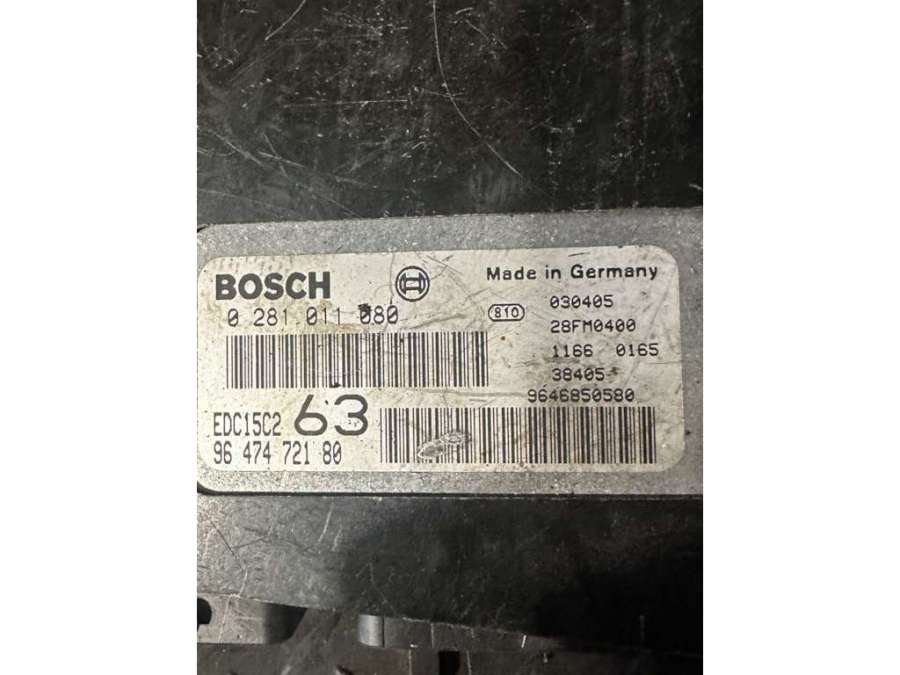 BOSCH
Made in Germany
0 281 011 080
810
030405
28FM0400
1166 0165
38405
9646850580
EDC15C2 63
96 474 721 80